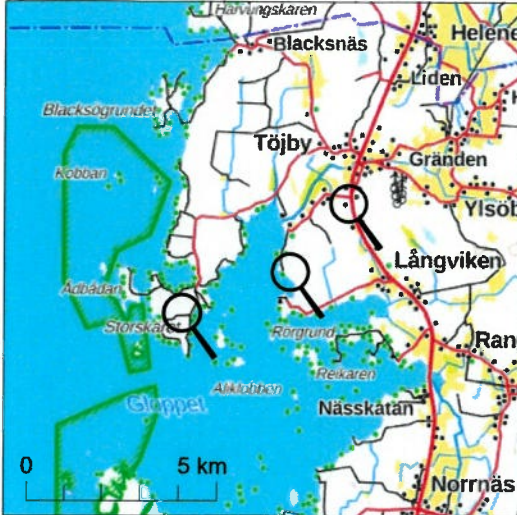 Harvungskaren
Blacksnäs
Helene
Liden
Blacksögrundet
Töjby
Gränden
Kobban
Ylsöb
Långviken
Ådbådan
Storskäret
Rörgrund
Ran
Reikaren
Aliklobben
Gloppet
Nässkatan
0 5 km
Norrnäs